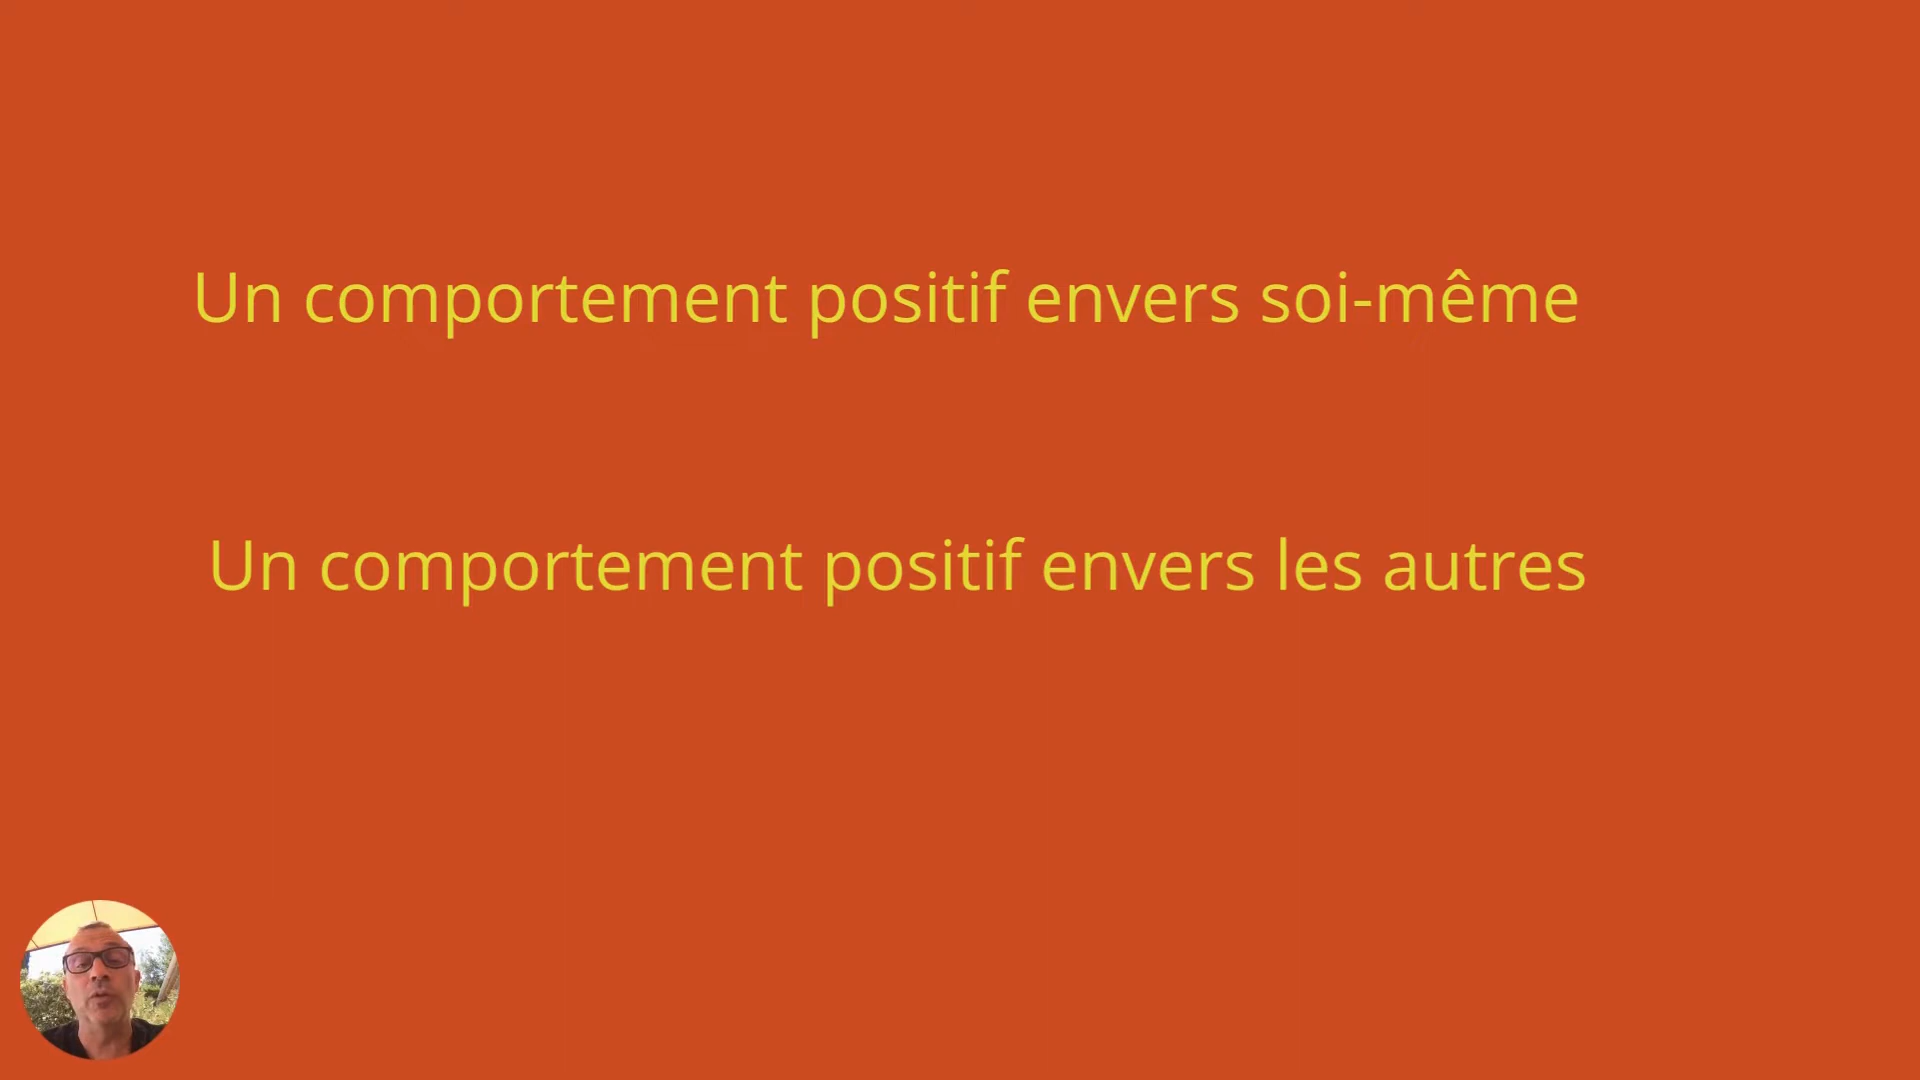 Un comportement positif envers soi-même
Un comportement positif envers les autres